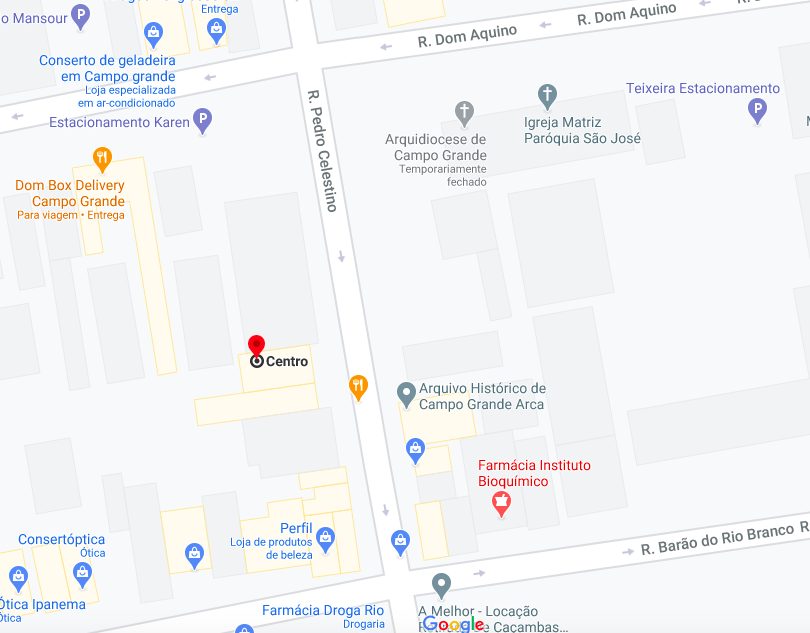 o Mansour
P
Entrega
R. Dom Aquino
R. Dom Aquino
Conserto de geladeira
em Campo grande
Loja especializada
em ar-condicionado
Estacionamento Karen
P
R. Pedro Celestino
Arquidiocese de
Campo Grande
Temporariamente
fechado
Igreja Matriz
Paróquia São José
Teixeira Estacionamento
P
Dom Box Delivery
Campo Grande
Para viagem • Entrega
Centro
Arquivo Histórico de
Campo Grande Arca
Farmácia Instituto
Bioquímico
Consertóptica
Ótica
Perfil
Loja de produtos
de beleza
R. Barão do Rio Branco
R
Ótica Ipanema
Ótica
Farmácia Droga Rio
Drogaria
A Melhor - Locação
de Caçambas...
Google